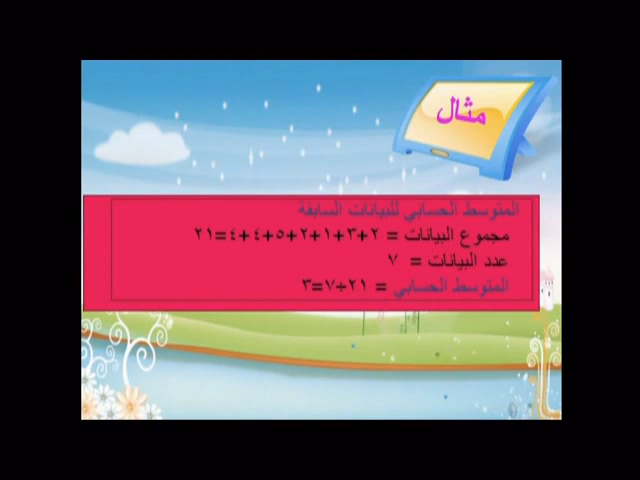 مثال
المتوسط الحسابي للبيانات السابقة
مجموع البيانات = ٢+٣+١+٢+٥+٤+٤=٢١
عدد البيانات = ٧
المتوسط الحسابي = ٢١÷٧=٣